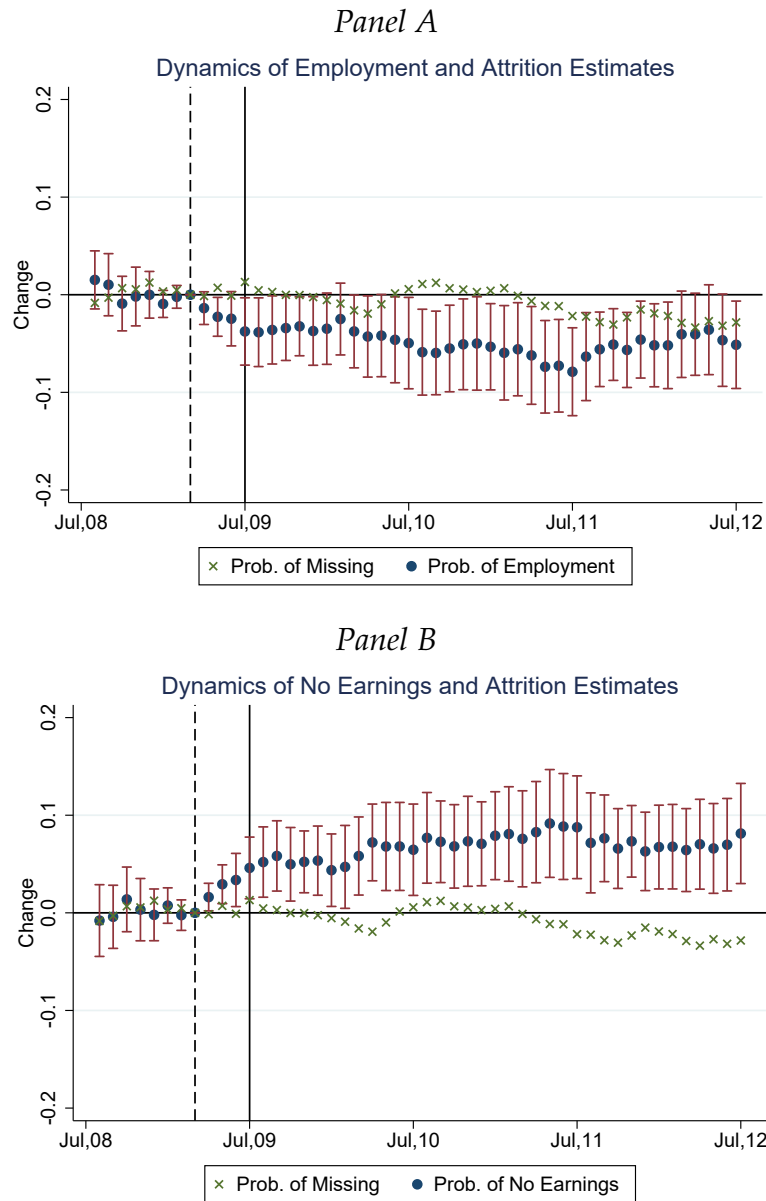 Panel A
Dynamics of Employment and Attrition Estimates
Change
0.2
0.1
0.0
-0.1
-0.2
Jul,08 Jul,09 Jul,10 Jul,11 Jul,12
× Prob. of Missing ● Prob. of Employment
Panel B
Dynamics of No Earnings and Attrition Estimates
Change
0.2
0.1
0.0
-0.1
-0.2
Jul,08 Jul,09 Jul,10 Jul,11 Jul,12
× Prob. of Missing ● Prob. of No Earnings